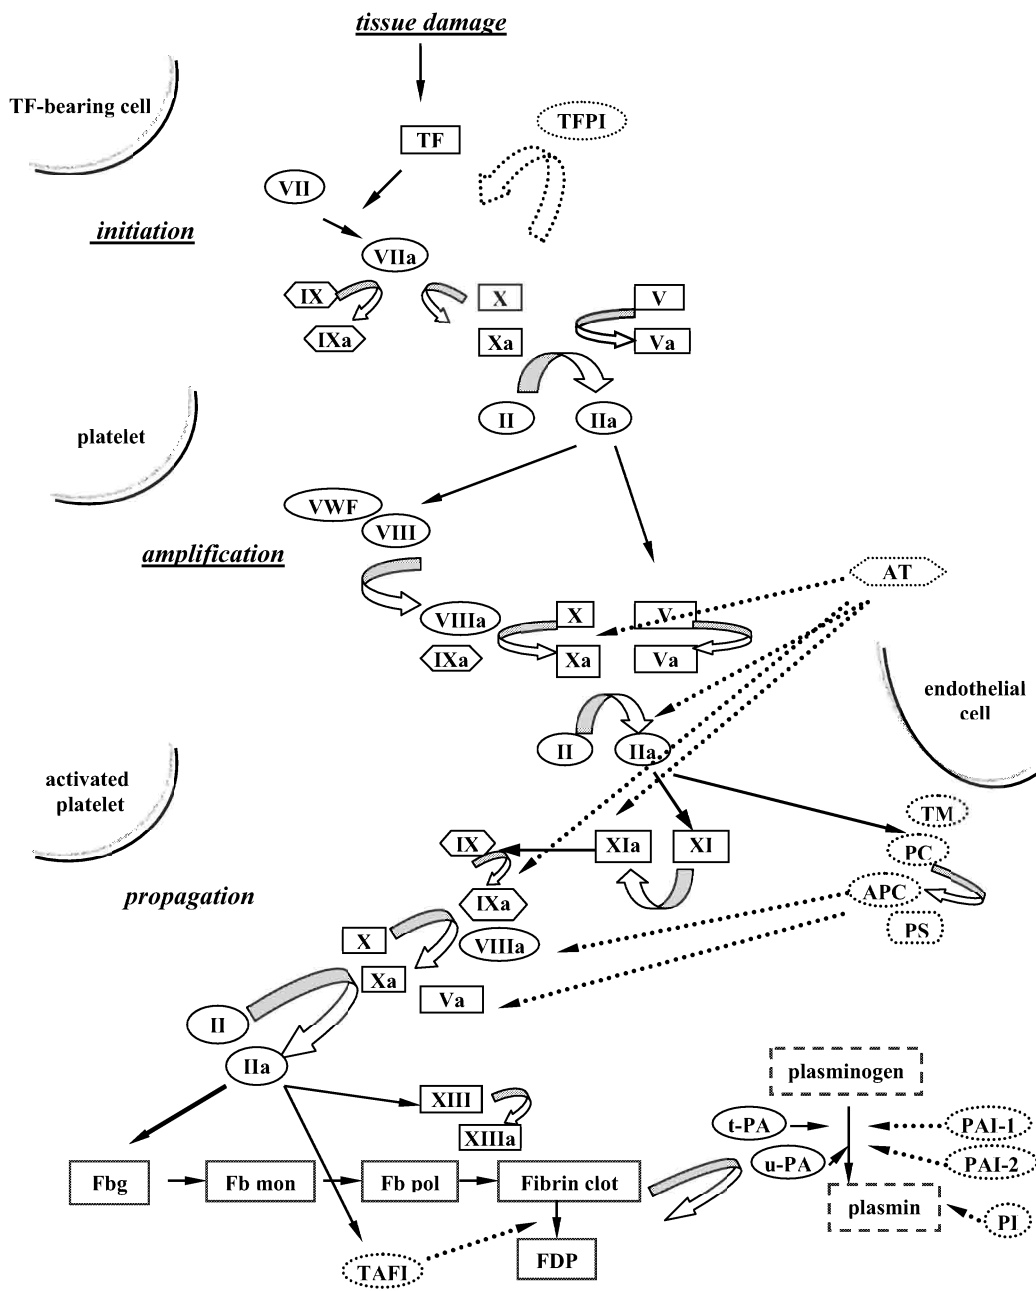 tissue damage
TF-bearing cell
TFPI
TF
VII
initiation
VIIa
IX
X
V
IXa
Xa
Va
II
IIa
platelet
VWF
VIII
amplification
AT
VIIIa
X
V
IXa
Xa
Va
endothelial
cell
II
IIa
activated
platelet
TM
IX
XIa
XI
PC
propagation
IXa
APC
PS
X
VIIIa
Xa
Va
II
IIa
plasminogen
XIII
t-PA
PAI-1
XIIIa
u-PA
PAI-2
Fbg
Fb mon
Fb pol
Fibrin clot
plasmin
PI
TAFI
FDP